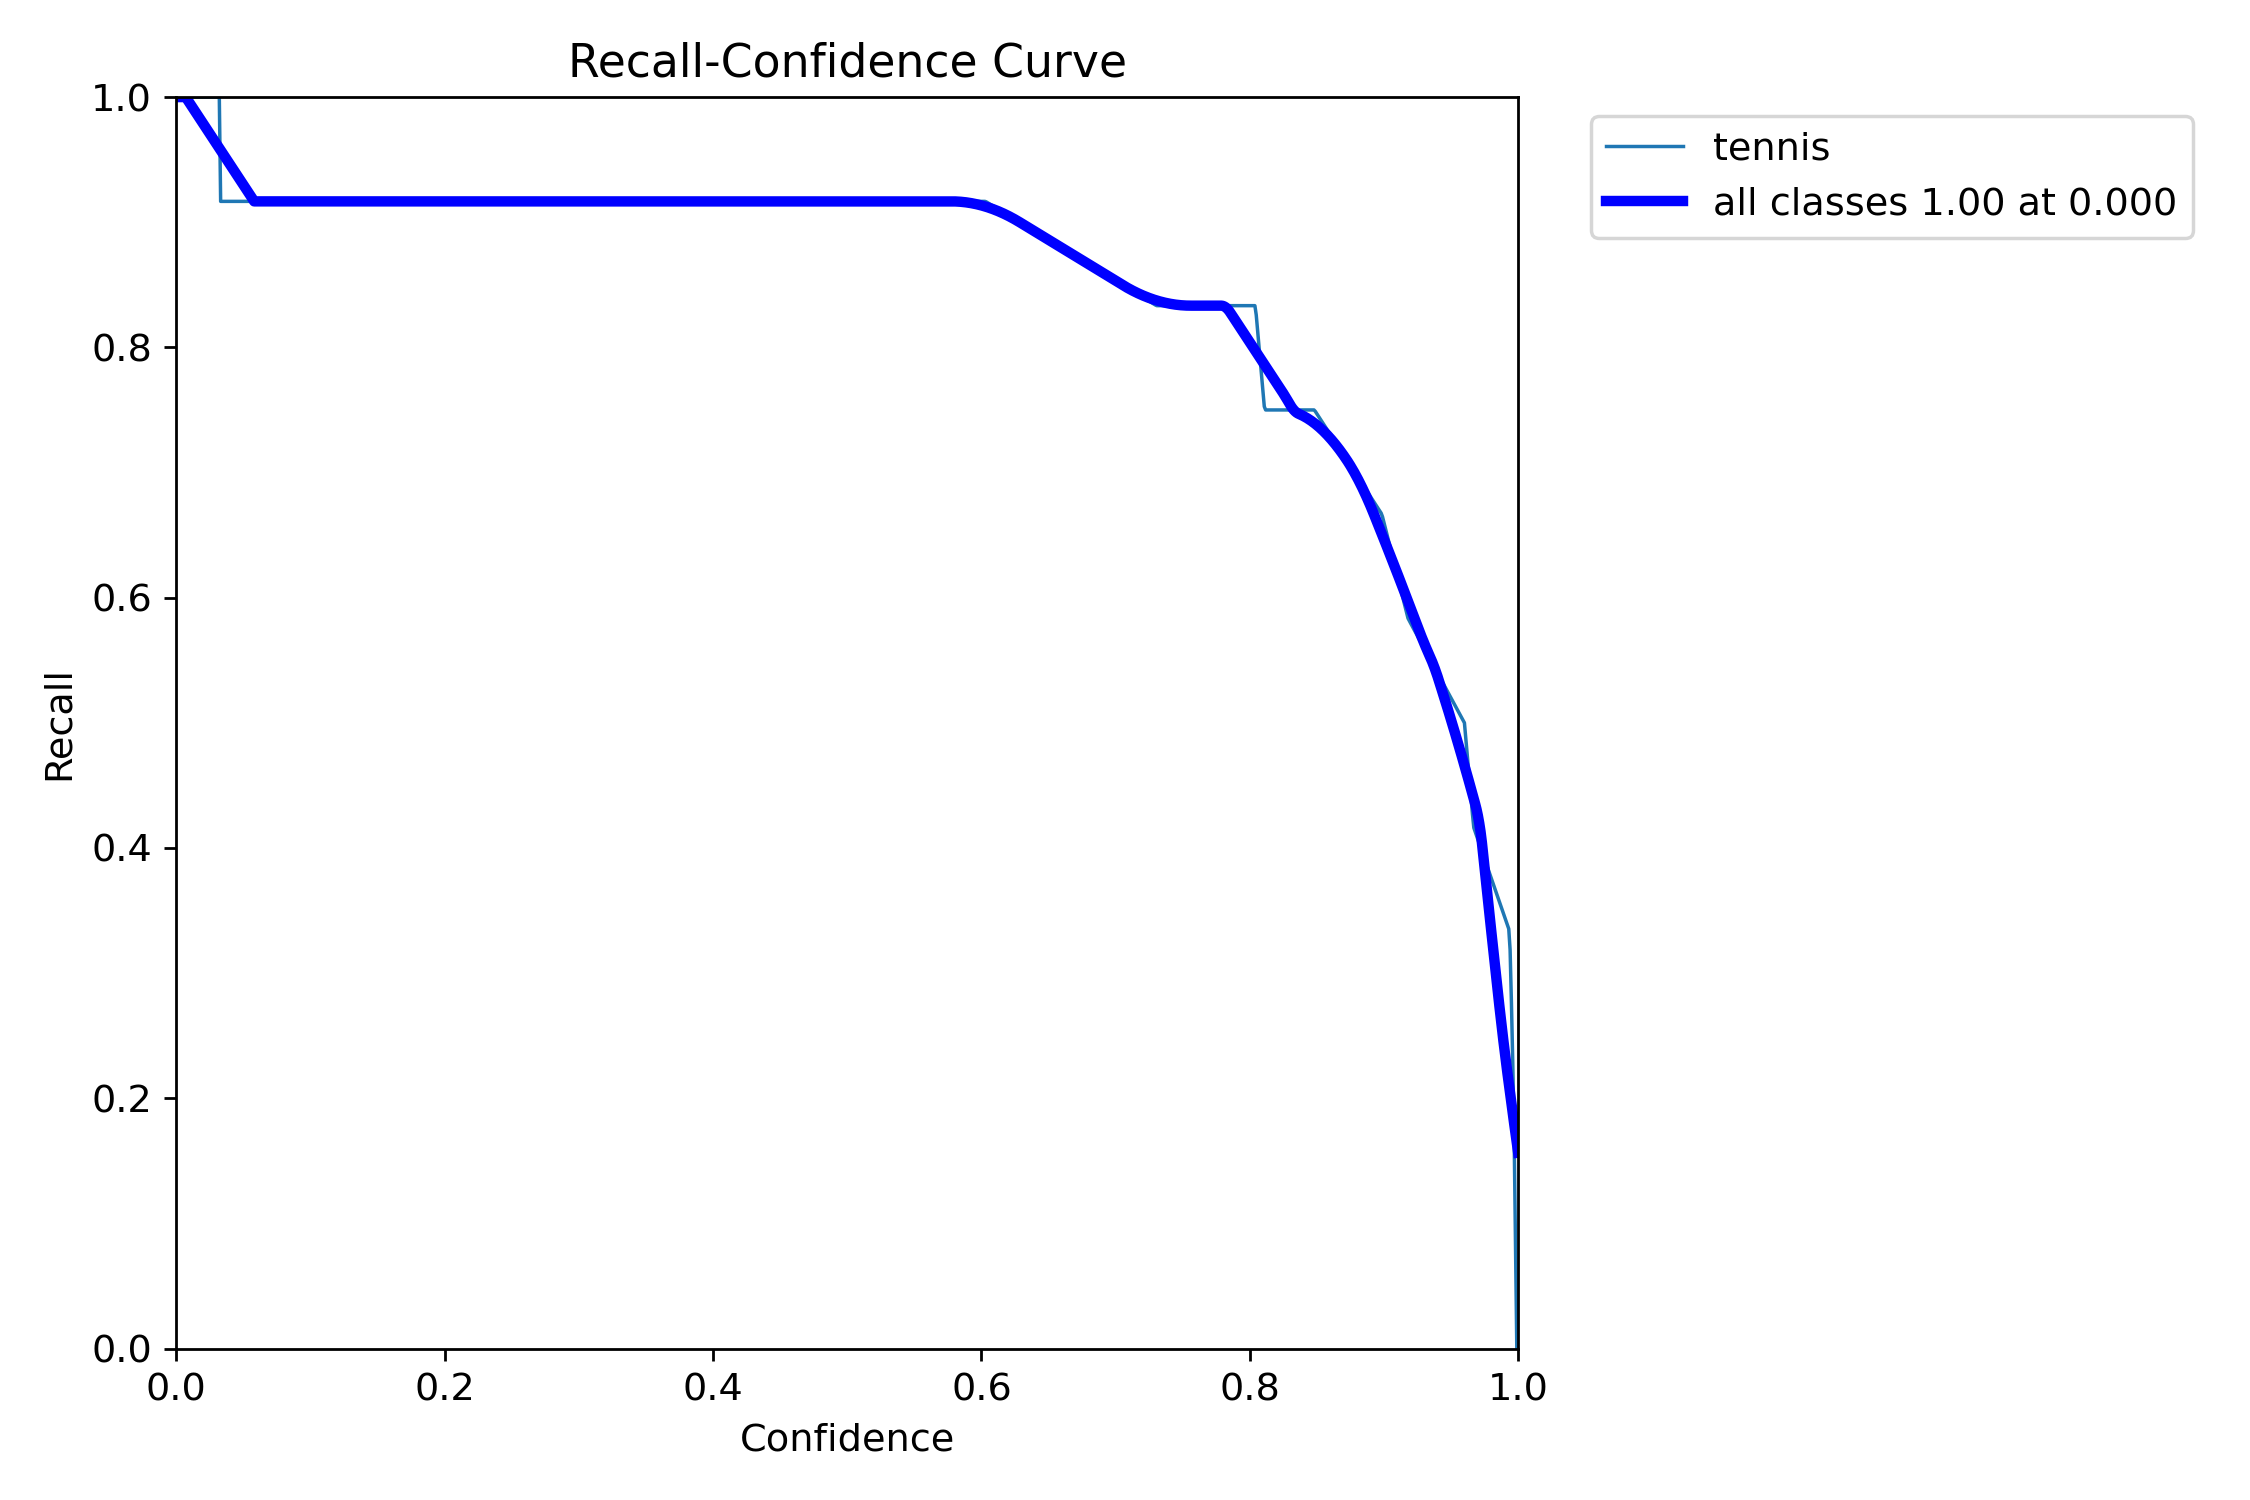 Recall-Confidence Curve
1.0
0.8
0.6
0.4
0.2
0.0
Recall
0.0 0.2 0.4 0.6 0.8 1.0
Confidence
tennis
all classes 1.00 at 0.000